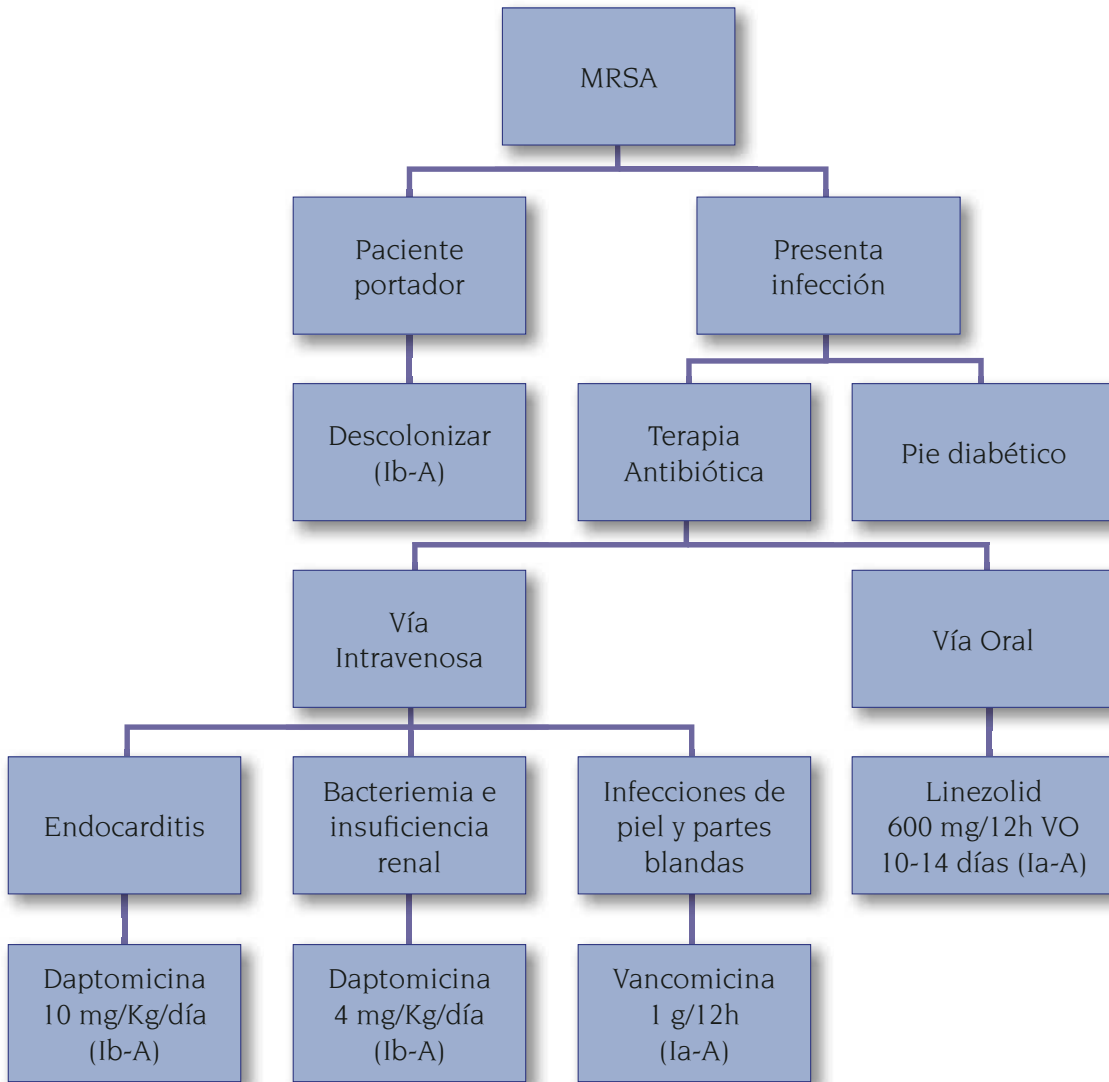 MRSA
Paciente
portador
Presenta
infección
Descolonizar
(Ib-A)
Terapia
Antibiótica
Pie diabético
Vía
Intravenosa
Vía Oral
Endocarditis
Bacteriemia e
insuficiencia
renal
Infecciones de
piel y partes
blandas
Linezolid
600 mg/12h VO
10-14 días (Ia-A)
Daptomicina
10 mg/Kg/día
(Ib-A)
Daptomicina
4 mg/Kg/día
(Ib-A)
Vancomicina
1 g/12h
(Ia-A)